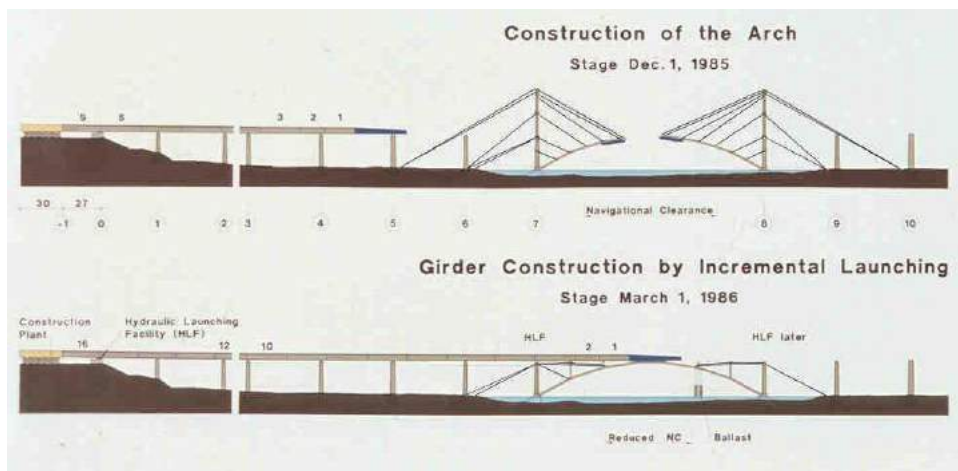 Construction of the Arch
Stage Dec. 1, 1985
9 5 3 2 1
30 27
-1 0 1 2 3 4 5 6 7 8 9 10
Navigational Clearance
Girder Construction by Incremental Launching
Stage March 1, 1986
Construction
Plant
Hydraulic Launching
Facility (HLF)
HLF
HLF later
16 12 10 2 1
Reduced NC
Ballast